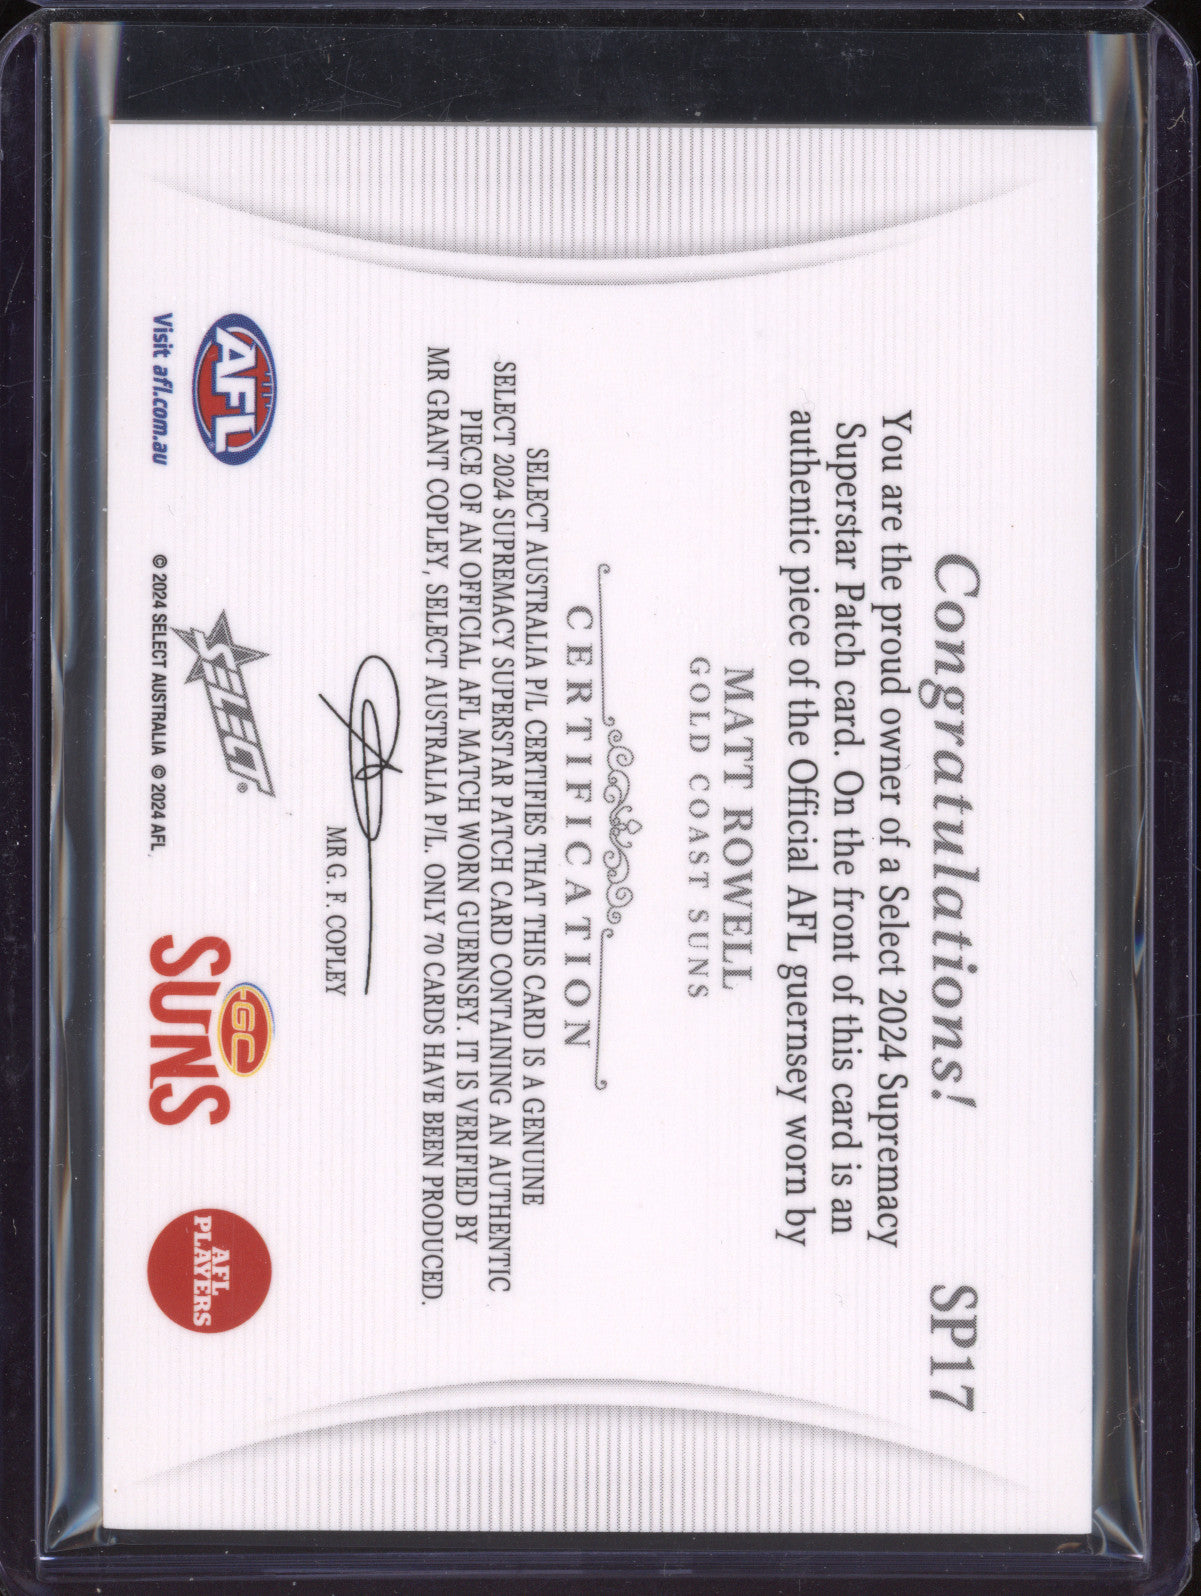 Congratulations!
SP17
You are the proud owner of a Select 2024 Supremacy
Superstar Patch card. On the front of this card is an
authentic piece of the Official AFL guernsey worn by
MATT ROWELL
GOLD COAST SUNS
CERTIFICATION
SELECT AUSTRALIA P/L CERTIFIES THAT THIS CARD IS A GENUINE
SELECT 2024 SUPREMACY SUPERSTAR PATCH CARD CONTAINING AN AUTHENTIC
PIECE OF AN OFFICIAL AFL MATCH WORN GUERNSEY. IT IS VERIFIED BY
MR GRANT COPLEY, SELECT AUSTRALIA P/L. ONLY 70 CARDS HAVE BEEN PRODUCED.
MR G. F. COPLEY
AFL
Visit afl.com.au
SELECT®
© 2024 SELECT AUSTRALIA © 2024 AFL.
GC
SUNS
AFL
PLAYERS